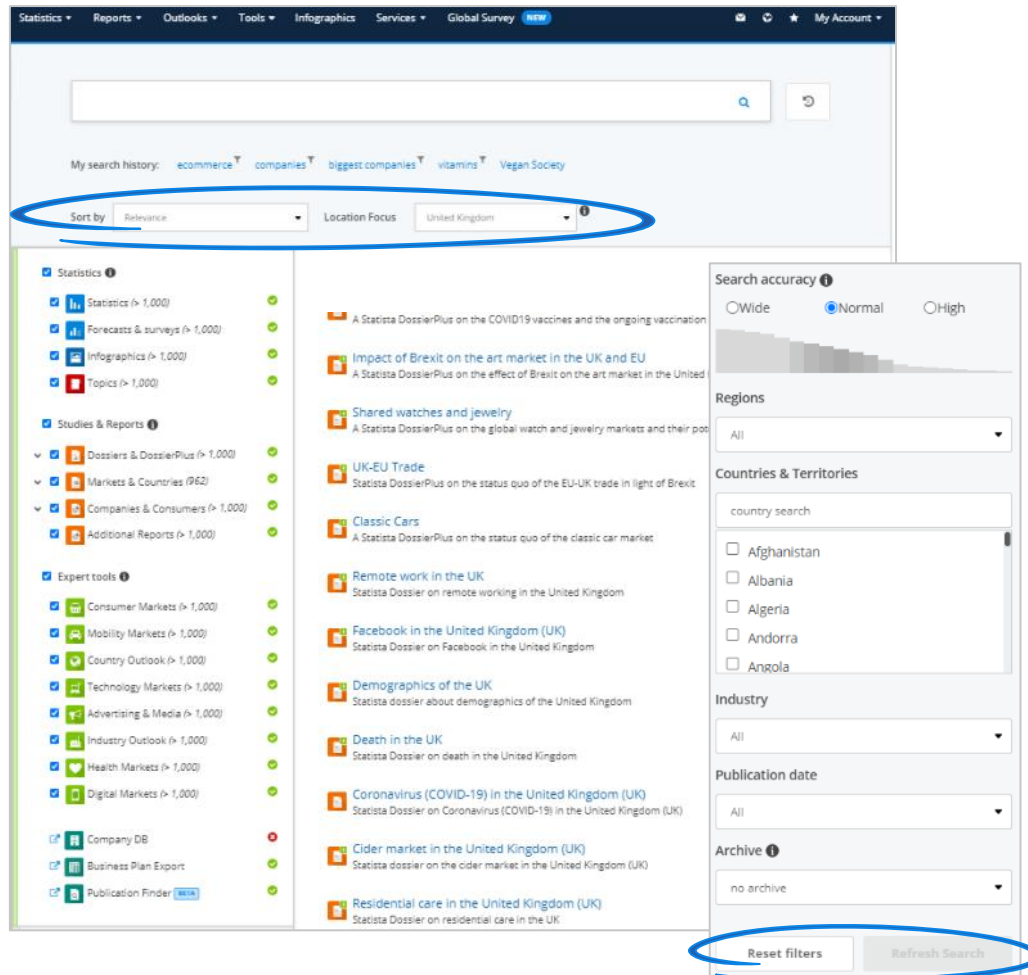 Statistics Reports Outlooks Tools Infographics Services Global Survey NEW My Account
My search history: ecommerce companies biggest companies vitamins Vegan Society
Sort by Relevance Location Focus United Kingdom
Statistics
Statistics (> 1,000)
Forecasts & surveys (> 1,000)
Infographics (> 1,000)
Topics (> 1,000)
Studies & Reports
Dossiers & DossierPlus (> 1,000)
Markets & Countries (962)
Companies & Consumers (> 1,000)
Additional Reports (> 1,000)
Expert tools
Consumer Markets (> 1,000)
Mobility Markets (> 1,000)
Country Outlook (> 1,000)
Technology Markets (> 1,000)
Advertising & Media (> 1,000)
Industry Outlook (> 1,000)
Health Markets (> 1,000)
Digital Markets (> 1,000)
Company DB
Business Plan Export
Publication Finder BETA
A Statista DossierPlus on the COVID19 vaccines and the ongoing vaccination
Impact of Brexit on the art market in the UK and EU
A Statista DossierPlus on the effect of Brexit on the art market in the United
Shared watches and jewelry
A Statista DossierPlus on the global watch and jewelry markets and their pot
UK-EU Trade
Statista DossierPlus on the status quo of the EU-UK trade in light of Brexit
Classic Cars
A Statista DossierPlus on the status quo of the classic car market
Remote work in the UK
Statista Dossier on remote working in the United Kingdom
Facebook in the United Kingdom (UK)
Statista Dossier on Facebook in the United Kingdom
Demographics of the UK
Statista dossier about demographics of the United Kingdom
Death in the UK
Statista Dossier on death in the United Kingdom
Coronavirus (COVID-19) in the United Kingdom (UK)
Statista Dossier on Coronavirus (COVID-19) in the United Kingdom (UK)
Cider market in the United Kingdom (UK)
Statista dossier on the cider market in the United Kingdom (UK)
Residential care in the United Kingdom (UK)
Statista Dossier on residential care in the UK
Search accuracy
Wide Normal High
Regions
All
Countries & Territories
country search
Afghanistan
Albania
Algeria
Andorra
Angola
Industry
All
Publication date
All
Archive
no archive
Reset filters Refresh Search